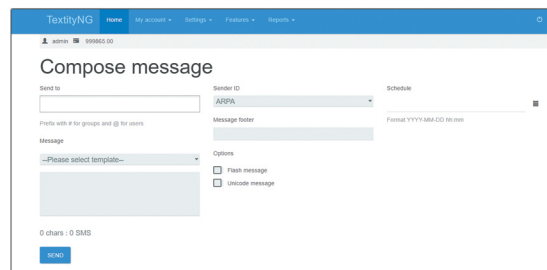 TextityNG Home My account Settings Features Reports
admin 999865.00
Compose message
Send to
Prefix with # for groups and @ for users
Message
--Please select template--
0 chars : 0 SMS
SEND
Sender ID
ARPA
Message footer
Options
Flash message
Unicode message
Schedule
Format YYYY-MM-DD hh:mm